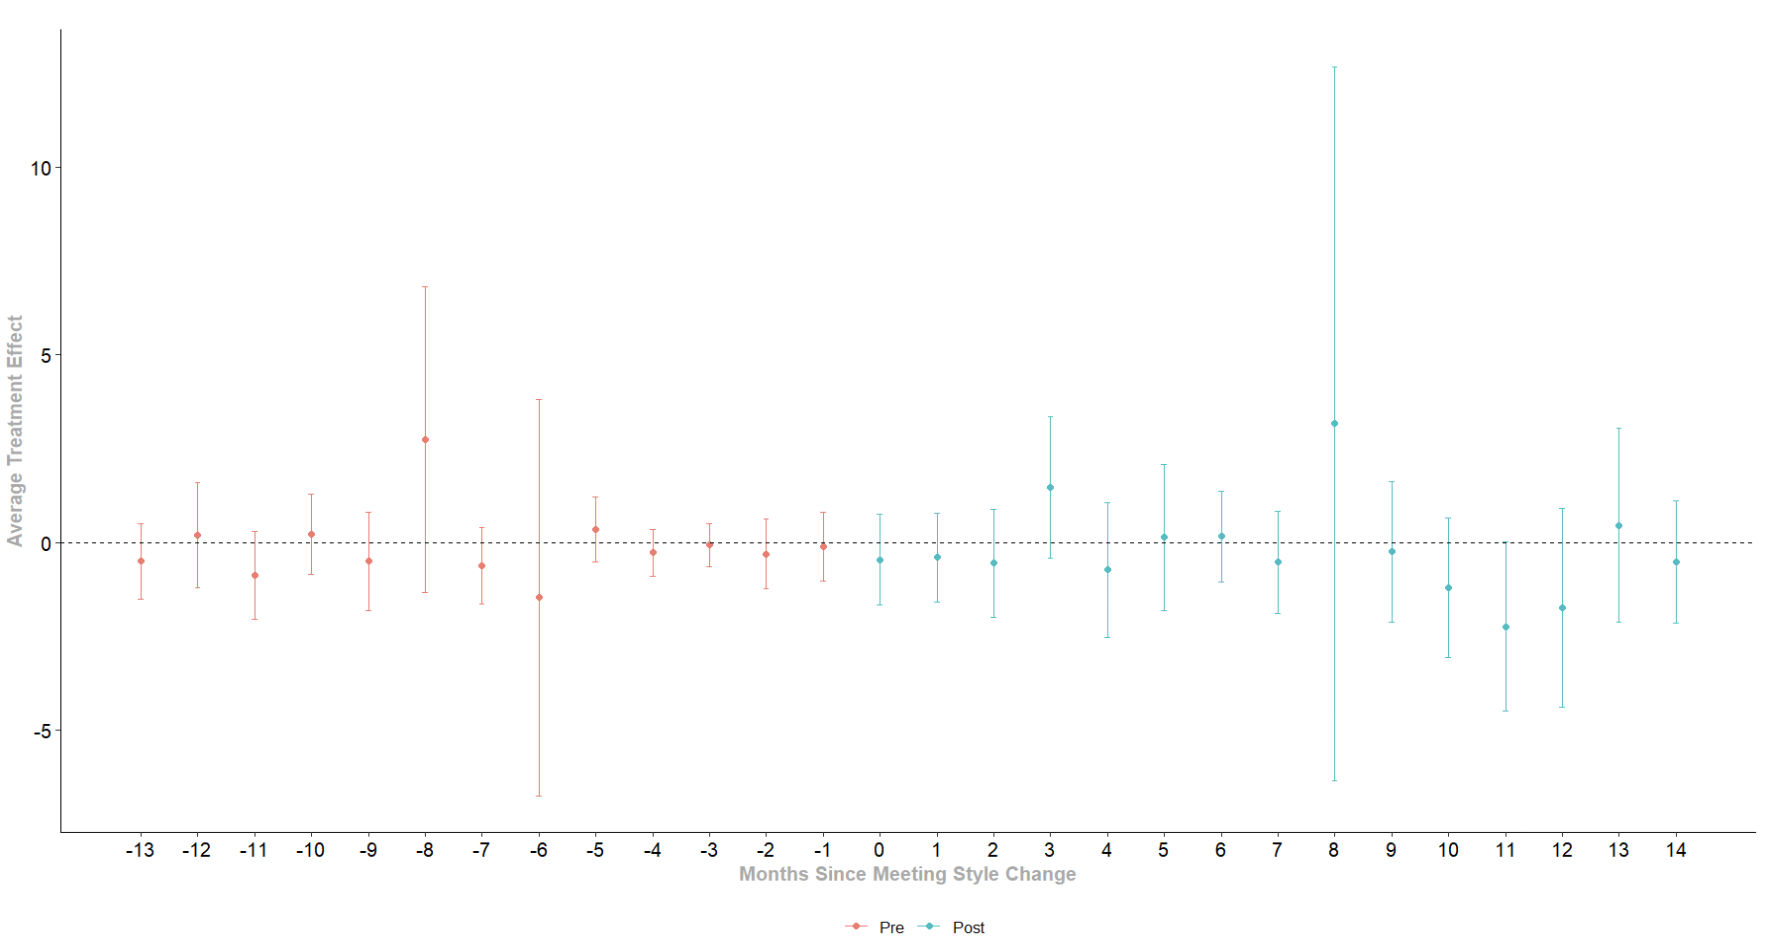 Average Treatment Effect
10
5
0
-5
-13 -12 -11 -10 -9 -8 -7 -6 -5 -4 -3 -2 -1 0 1 2 3 4 5 6 7 8 9 10 11 12 13 14
Months Since Meeting Style Change
Pre Post